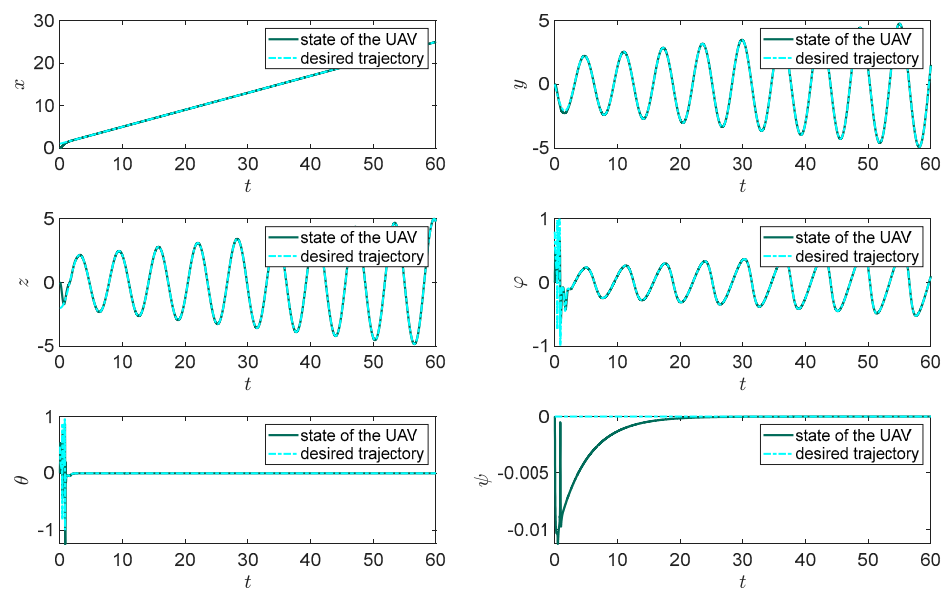 30
20
10
0
x
0 10 20 30 40 50 60
t
state of the UAV
desired trajectory
5
0
-5
y
0 10 20 30 40 50 60
t
state of the UAV
desired trajectory
5
0
-5
z
0 10 20 30 40 50 60
t
state of the UAV
desired trajectory
1
0
-1
φ
0 10 20 30 40 50 60
t
state of the UAV
desired trajectory
1
0
-1
θ
0 10 20 30 40 50 60
t
state of the UAV
desired trajectory
0
-0.005
-0.01
ψ
0 10 20 30 40 50 60
t
state of the UAV
desired trajectory